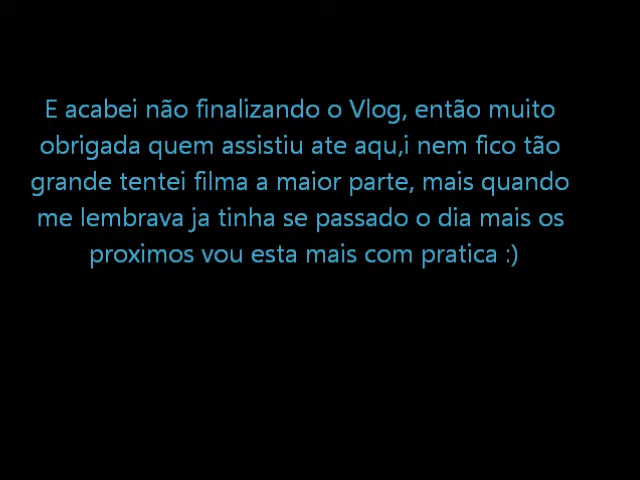 E acabei não finalizando o Vlog, então muito
obrigada quem assistiu ate aqu,i nem fico tão
grande tentei filma a maior parte, mais quando
me lembrava ja tinha se passado o dia mais os
proximos vou esta mais com pratica :)